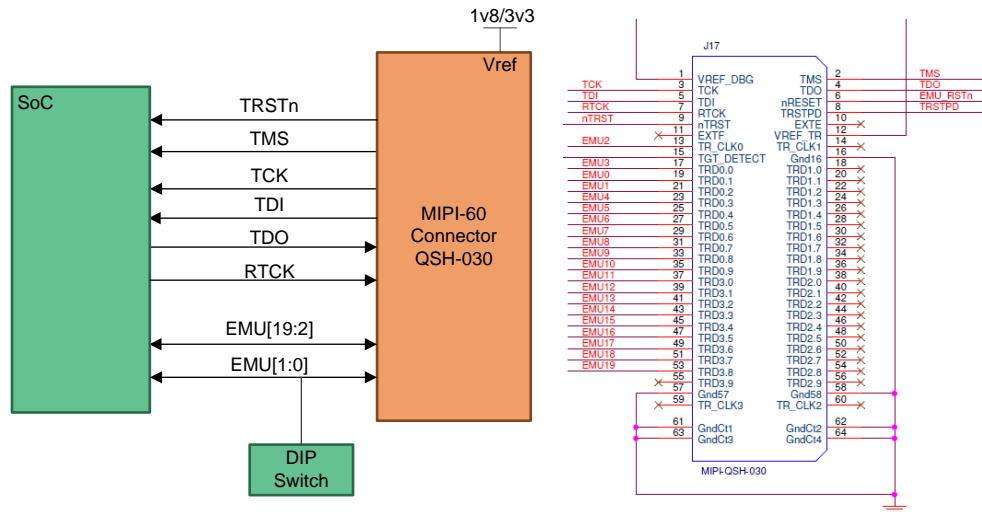 1v8/3v3
SoC
Vref
TRSTn
TMS
TCK
TDI
TDO
RTCK
EMU[19:2]
EMU[1:0]
MIPI-60
Connector
QSH-030
DIP
Switch
J17
1 VREF_DBG TMS 2 TMS
TCK 3 TCK TDO 4 TDO
TDI 5 TDI nRESET 6 EMU_RSTn
RTCK 7 RTCK TRSTPD 8 TRSTPD
nTRST 9 nTRST EXTE 10
11 EXTF VREF_TR 12
EMU2 13 TR_CLK0 TR_CLK1 14
15 TGT_DETECT Gnd16 16
EMU3 17 TRD0.0 TRD1.0 18
EMU0 19 TRD0.1 TRD1.1 20
EMU1 21 TRD0.2 TRD1.2 22
EMU4 23 TRD0.3 TRD1.3 24
EMU5 25 TRD0.4 TRD1.4 26
EMU6 27 TRD0.5 TRD1.5 28
EMU7 29 TRD0.6 TRD1.6 30
EMU8 31 TRD0.7 TRD1.7 32
EMU9 33 TRD0.8 TRD1.8 34
EMU10 35 TRD0.9 TRD1.9 36
EMU11 37 TRD3.0 TRD2.0 38
EMU12 39 TRD3.1 TRD2.1 40
EMU13 41 TRD3.2 TRD2.2 42
EMU14 43 TRD3.3 TRD2.3 44
EMU15 45 TRD3.4 TRD2.4 46
EMU16 47 TRD3.5 TRD2.5 48
EMU17 49 TRD3.6 TRD2.6 50
EMU18 51 TRD3.7 TRD2.7 52
EMU19 53 TRD3.8 TRD2.8 54
55 TRD3.9 TRD2.9 56
57 Gnd57 Gnd58 58
59 TR_CLK3 TR_CLK2 60
61 GndCt1 GndCt2 62
63 GndCt3 GndCt4 64
MIPI-QSH-030